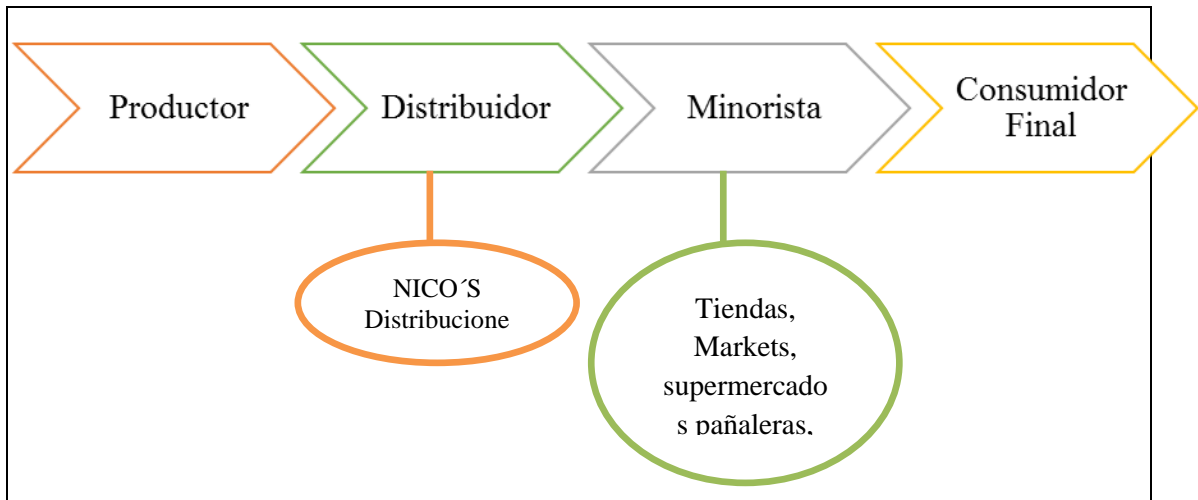 Productor
Distribuidor
Minorista
Consumidor
Final
NICO´S
Distribucione
Tiendas,
Markets,
supermercado
s pañaleras,